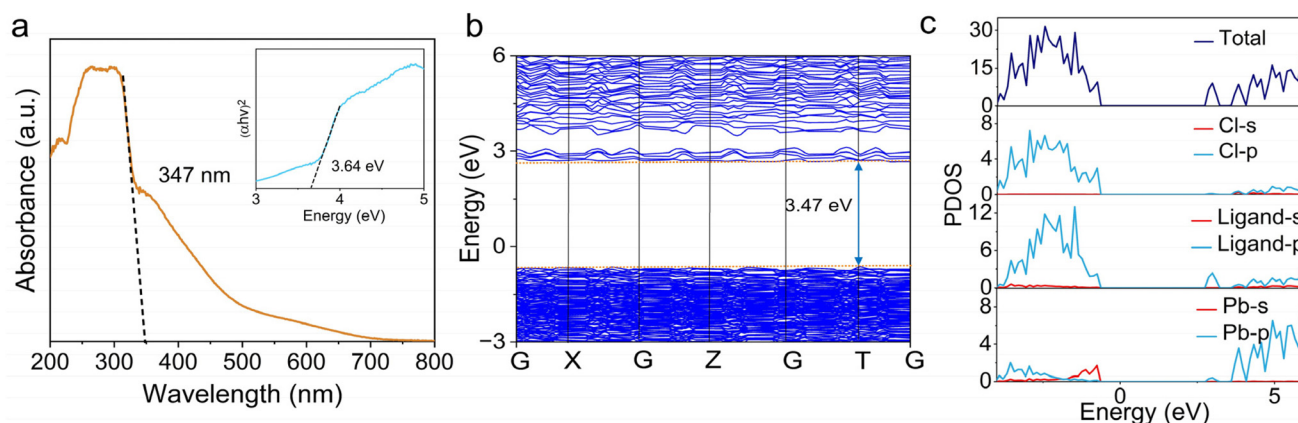 a
Absorbance (a.u.)
347 nm
200 300 400 500 600 700 800
Wavelength (nm)
(αhν)²
3.64 eV
3 4 5
Energy (eV)
b
Energy (eV)
6
3
0
−3
3.47 eV
G X G Z G T G
c
PDOS
30
15
0
Total
8
4
0
Cl-s
Cl-p
12
6
0
Ligand-s
Ligand-p
8
4
0
Pb-s
Pb-p
0 5
Energy (eV)